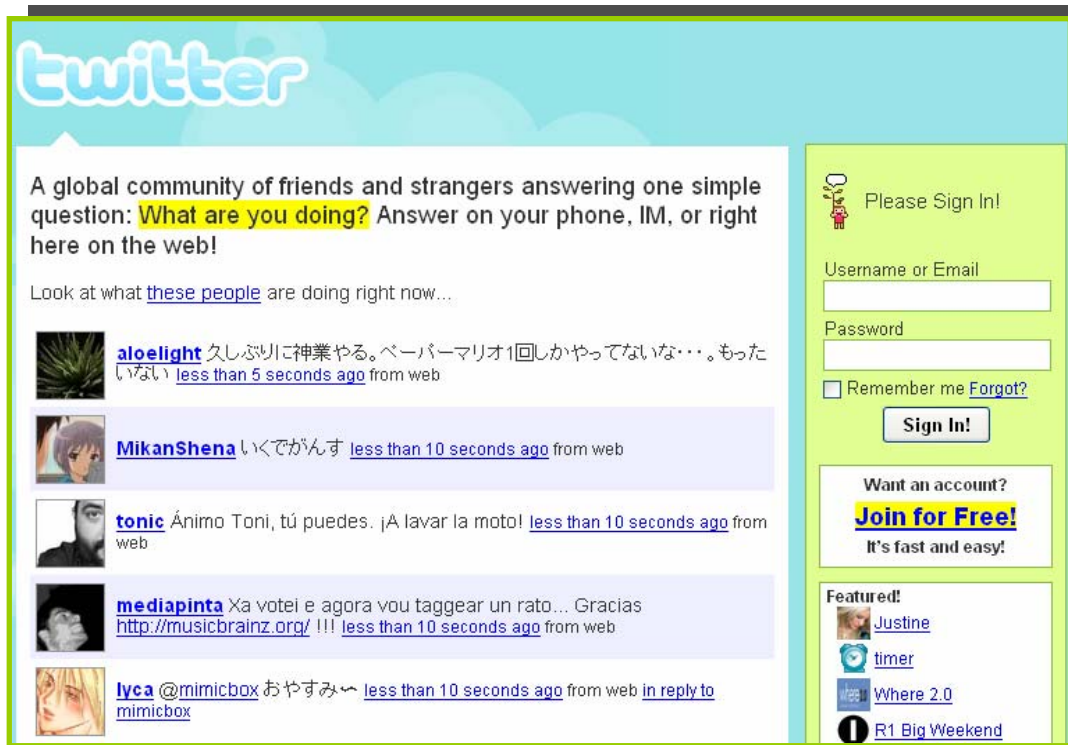 twitter
A global community of friends and strangers answering one simple
question: What are you doing? Answer on your phone, IM, or right
here on the web!
Look at what these people are doing right now...
aloelight 久しぶりに神業やる。ペーパーマリオ1回しかやってないな・・・。もった
いない less than 5 seconds ago from web
MikanShena いくでがんす less than 10 seconds ago from web
tonic Ánimo Toni, tú puedes. ¡A lavar la moto! less than 10 seconds ago from
web
mediapinta Xa votei e agora vou taggear un rato... Gracias
http://musicbrainz.org/ !!! less than 10 seconds ago from web
lyca @mimicbox おやすみー less than 10 seconds ago from web in reply to
mimicbox
Please Sign In!
Username or Email
Password
Remember me Forgot?
Sign In!
Want an account?
Join for Free!
It's fast and easy!
Featured!
Justine
timer
Where 2.0
R1 Big Weekend